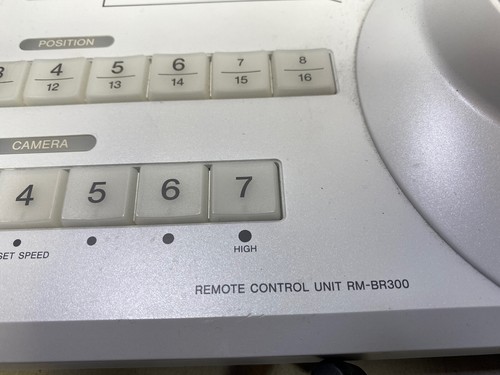 POSITION
3 4 5 6 7 8
12 13 14 15 16
CAMERA
4 5 6 7
SET SPEED HIGH
REMOTE CONTROL UNIT RM-BR300